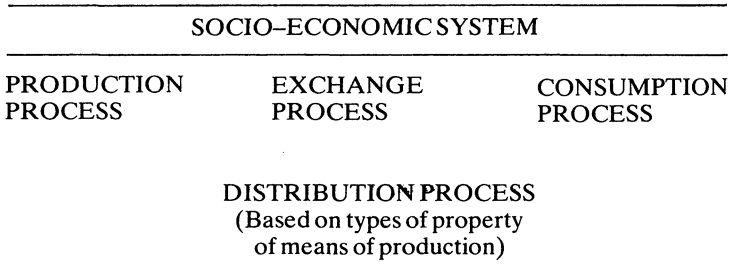 SOCIO–ECONOMIC SYSTEM
PRODUCTION PROCESS
EXCHANGE PROCESS
CONSUMPTION PROCESS
DISTRIBUTION PROCESS
(Based on types of property
of means of production)